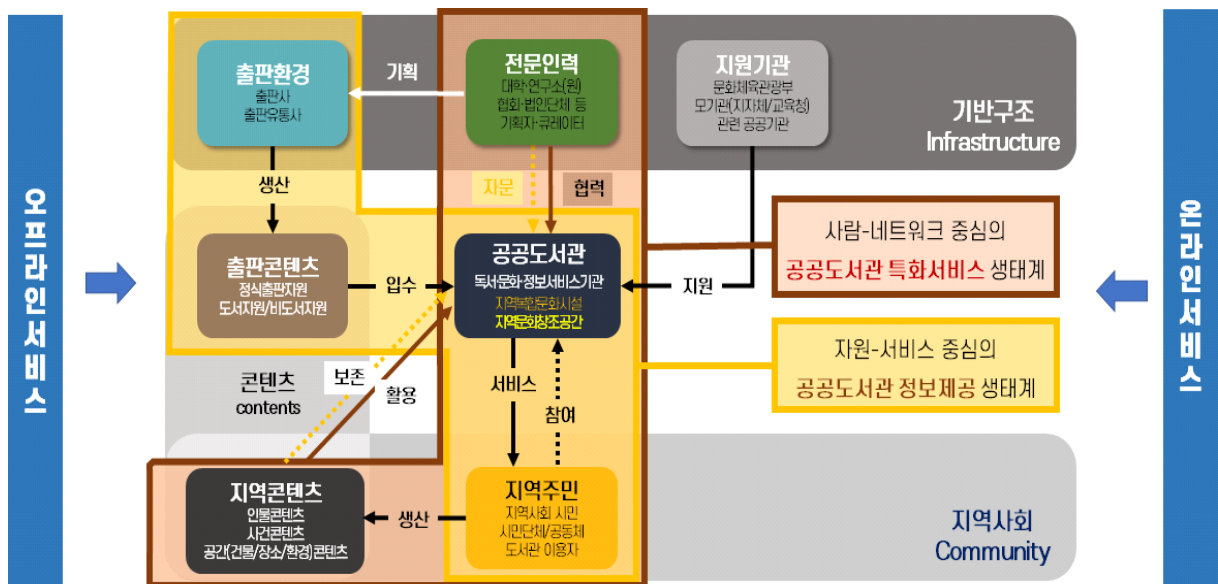 출판환경
출판사
출판유통사
기획
전문인력
대학·연구소(원)
협회·법인단체 등
기획자·큐레이터
지원기관
문화체육관광부
모기관(지자체/교육청)
관련 공공기관
기반구조
Infrastructure
오프라인서비스
온라인서비스
생산
자문
협력
사람-네트워크 중심의
공공도서관 특화서비스 생태계
출판콘텐츠
정식출판자원
도서자원/비도서자원
입수
공공도서관
독서문화·정보서비스기관
지역복합문화시설
지역문화창조공간
지원
자원-서비스 중심의
공공도서관 정보제공 생태계
콘텐츠
contents
보존
활용
서비스
참여
지역콘텐츠
인물콘텐츠
사건콘텐츠
공간(건물/장소/환경)콘텐츠
생산
지역주민
지역사회 시민
시민단체/공동체
도서관 이용자
지역사회
Community